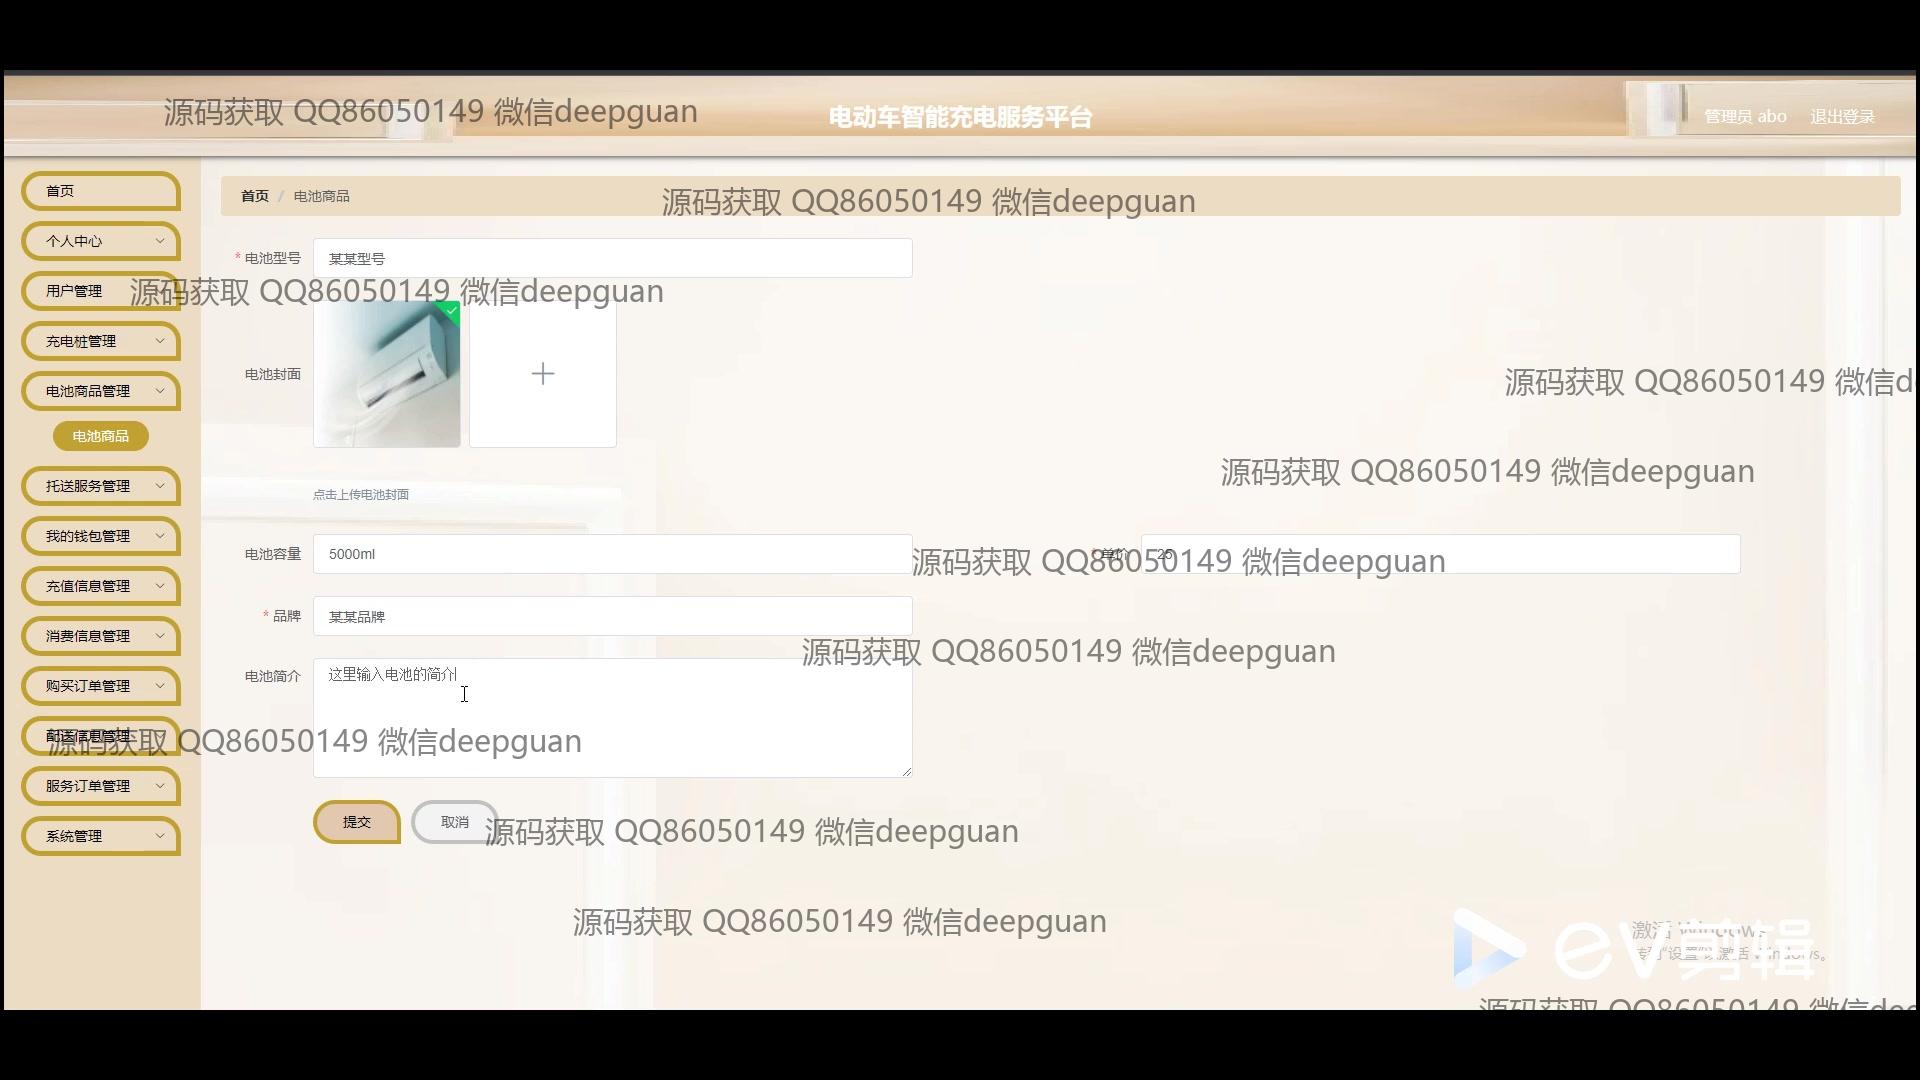 源码获取 QQ86050149 微信deepguan
电动车智能充电服务平台
管理员 abo
退出登录
首页
个人中心
用户管理
充电桩管理
电池商品管理
电池商品
托送服务管理
我的钱包管理
充值信息管理
消费信息管理
购买订单管理
配送信息管理
服务订单管理
系统管理
首页 / 电池商品
源码获取 QQ86050149 微信deepguan
* 电池型号 某某型号
源码获取 QQ86050149 微信deepguan
电池封面
源码获取 QQ86050149 微信d
源码获取 QQ86050149 微信deepguan
点击上传电池封面
电池容量 5000ml
* 单价 25
源码获取 QQ86050149 微信deepguan
* 品牌 某某品牌
源码获取 QQ86050149 微信deepguan
电池简介 这里输入电池的简介
源码获取 QQ86050149 微信deepguan
提交
取消
源码获取 QQ86050149 微信deepguan
源码获取 QQ86050149 微信deepguan
激活 Windows
转到"设置"以激活 Windows。
ev剪辑
源码获取 QQ86050149 微信dee